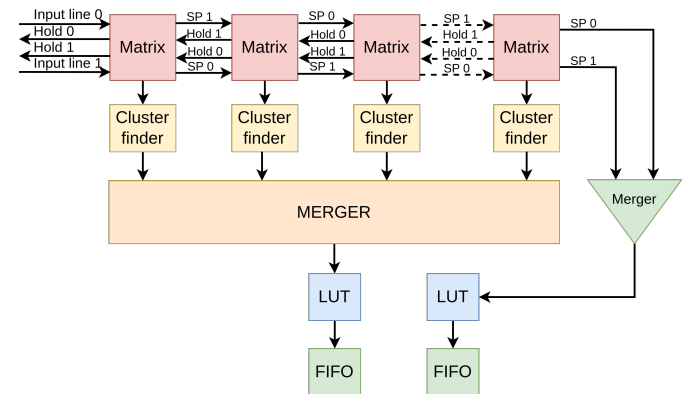 Input line 0
Hold 0
Hold 1
Input line 1
Matrix
SP 1
Hold 1
Hold 0
SP 0
Matrix
SP 0
Hold 0
Hold 1
SP 1
Matrix
SP 1
Hold 1
Hold 0
SP 0
Matrix
SP 0
SP 1
Cluster
finder
Cluster
finder
Cluster
finder
Cluster
finder
MERGER
Merger
LUT
LUT
FIFO
FIFO